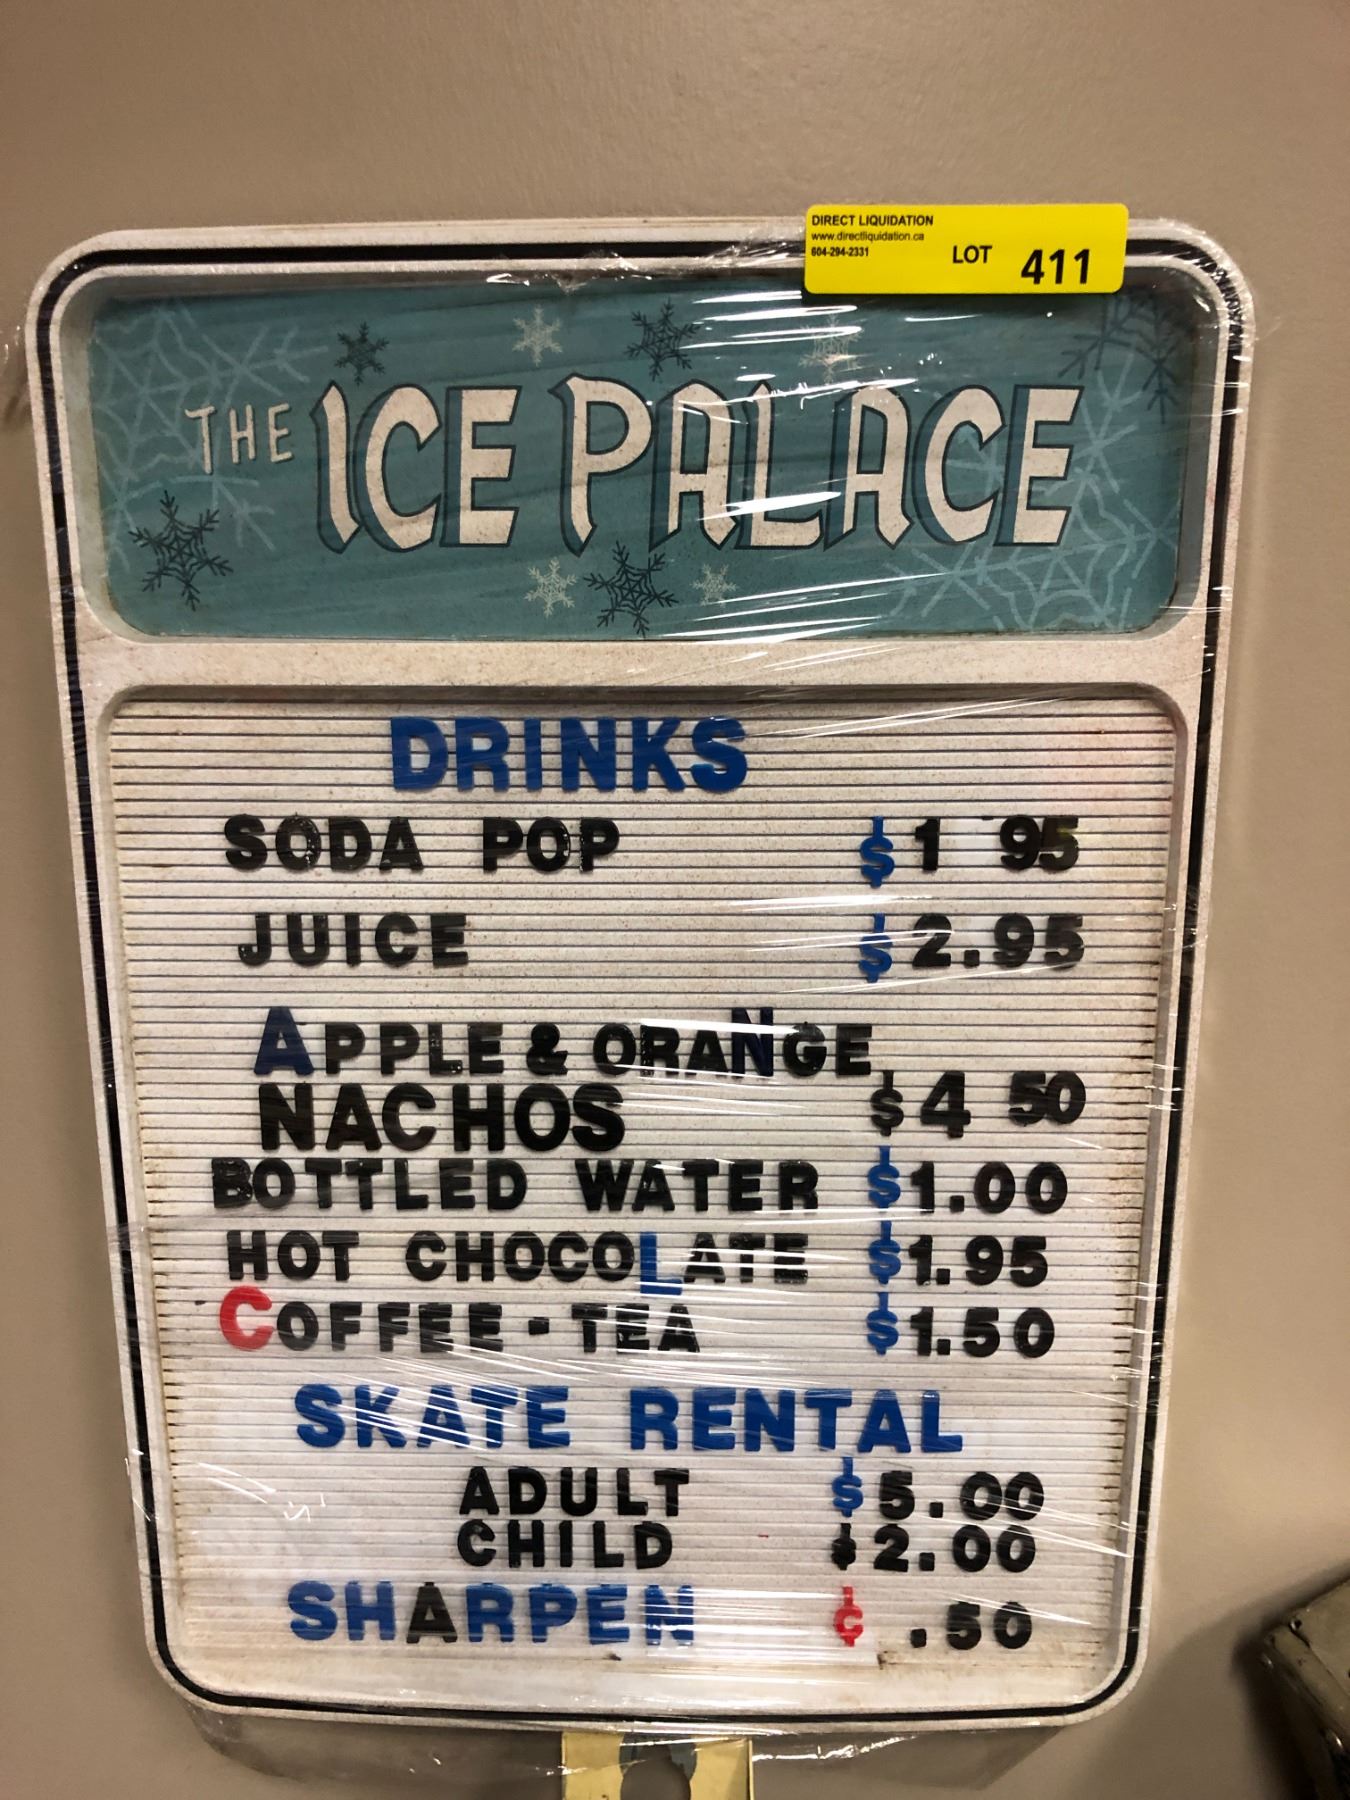 DIRECT LIQUIDATION
www.directliquidation.ca
604-294-2331
LOT 411
THE ICE PALACE
DRINKS
SODA POP $1 95
JUICE $2.95
APPLE & ORANGE
NACHOS $4 50
BOTTLED WATER $1.00
HOT CHOCOLATE $1.95
COFFEE-TEA $1.50
SKATE RENTAL
ADULT $5.00
CHILD $2.00
SHARPEN ¢ .50